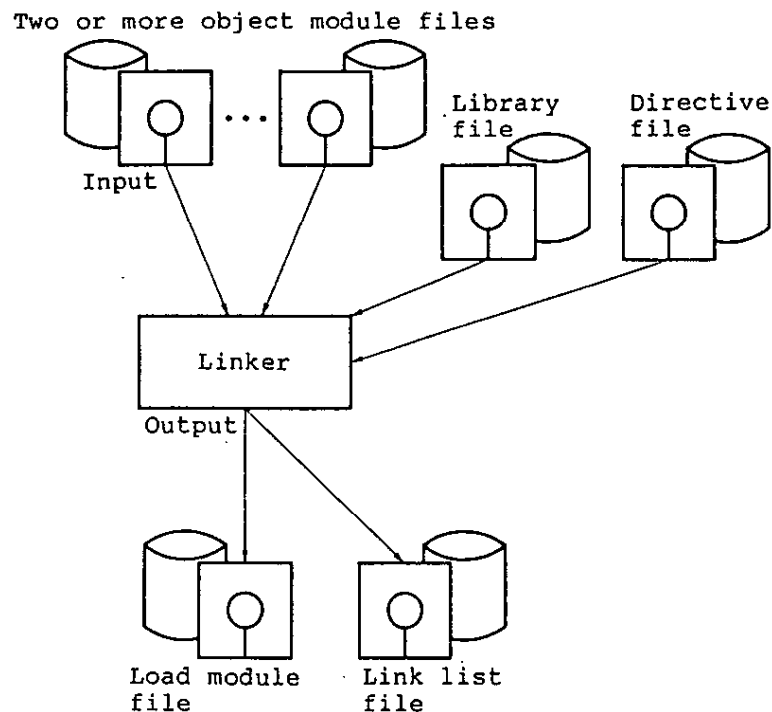 Two or more object module files
Library
file
Directive
file
Input
Linker
Output
Load module
file
Link list
file